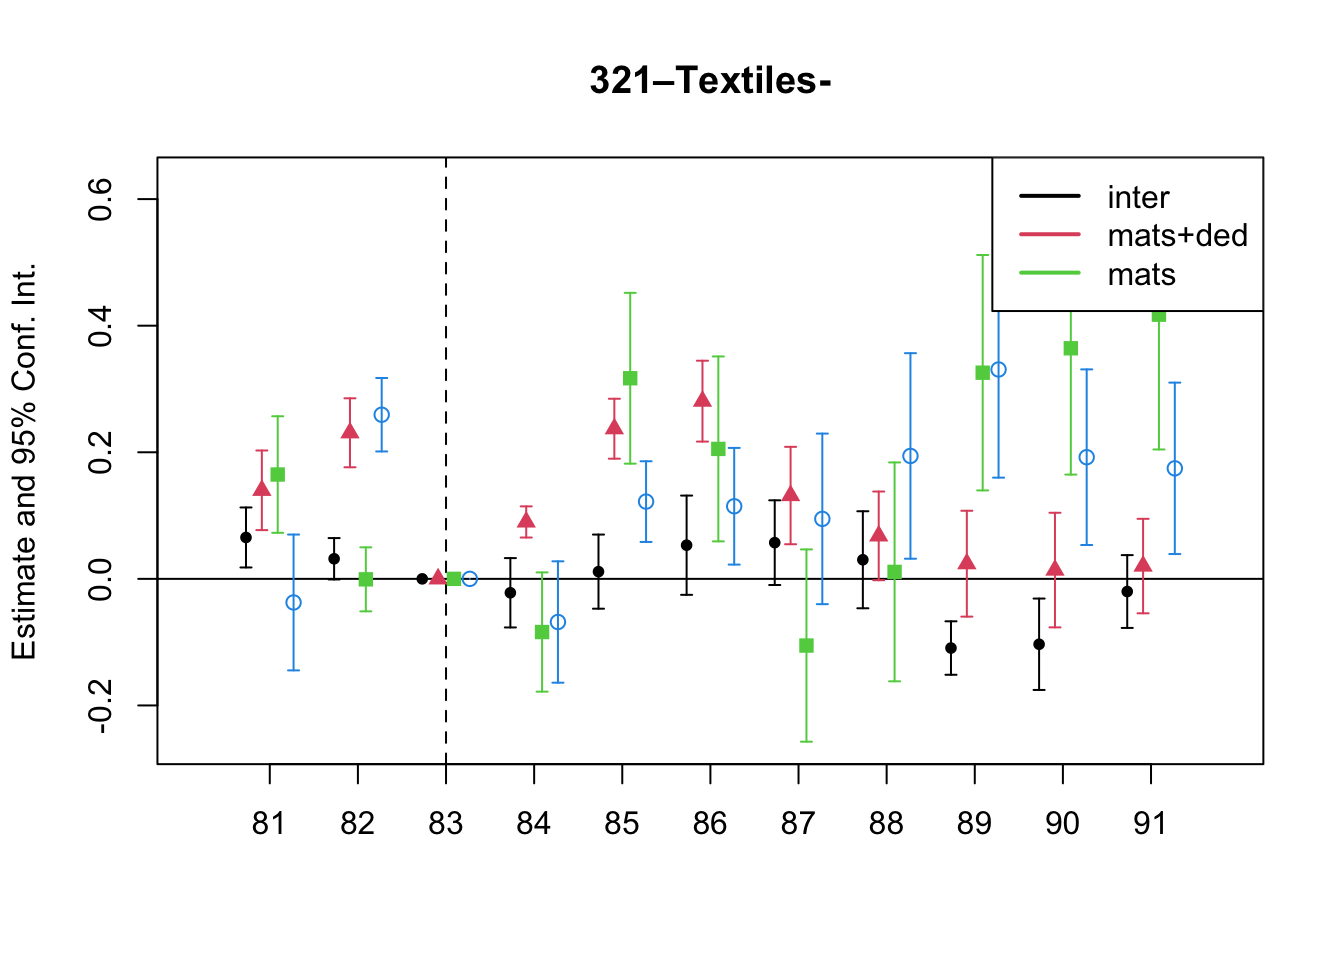 321–Textiles-
Estimate and 95% Conf. Int.
0.6
0.4
0.2
0.0
-0.2
inter
mats+ded
mats
81 82 83 84 85 86 87 88 89 90 91